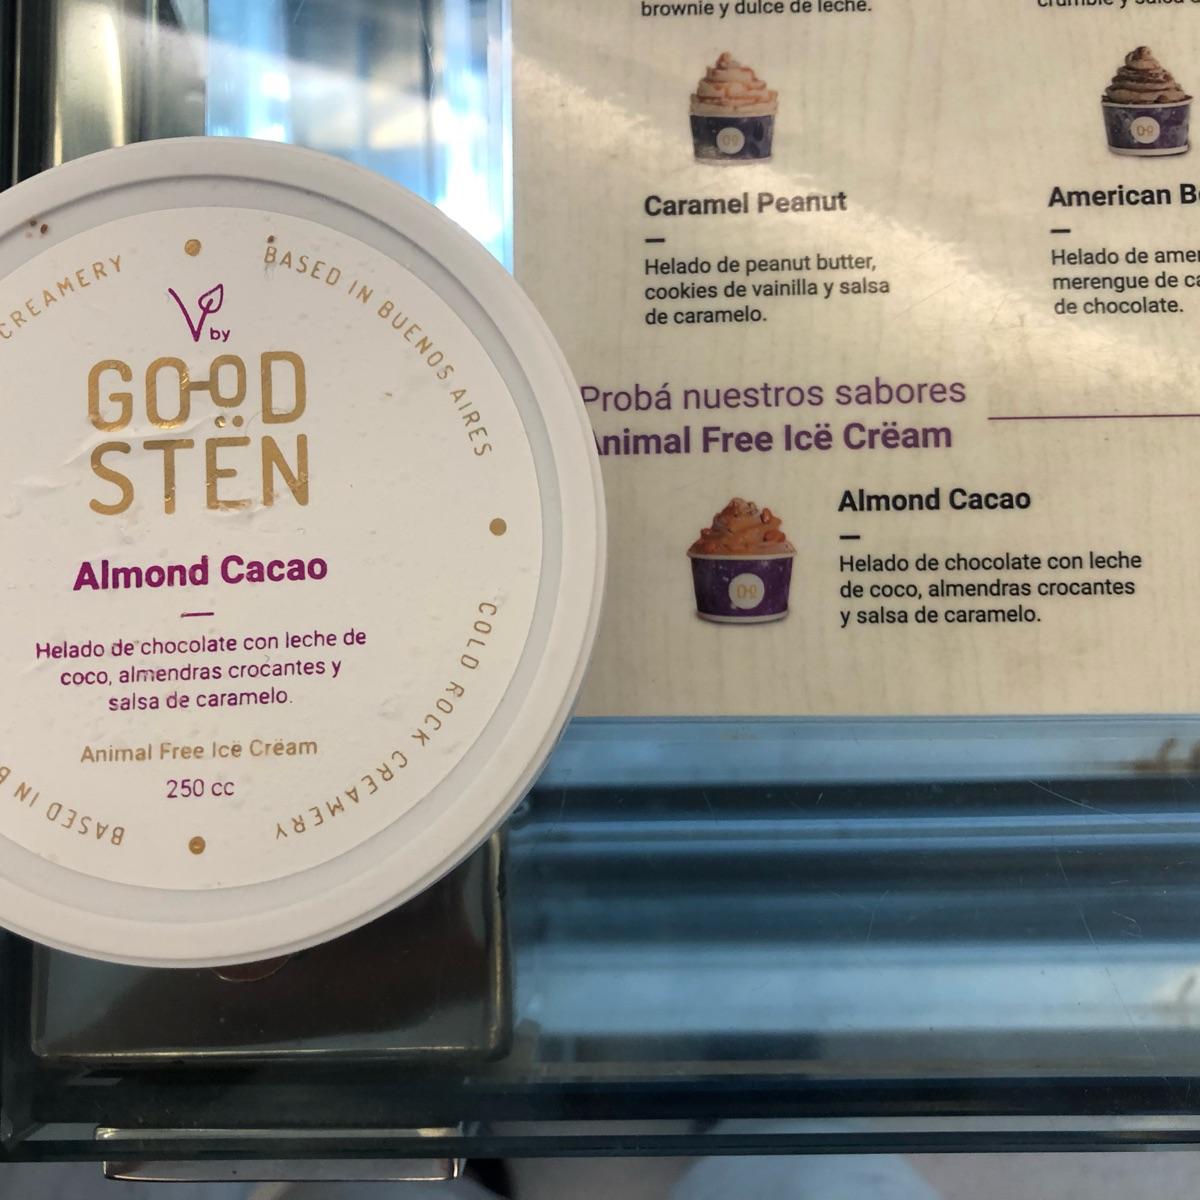 CREAMERY
BASED IN BUENOS AIRES
COLD ROCK CREAMERY
BASED IN B
V by
GOOD
STËN
Almond Cacao
Helado de chocolate con leche de
coco, almendras crocantes y
salsa de caramelo.
Animal Free Icë Crëam
250 cc
brownie y dulce de leche.
Caramel Peanut
Helado de peanut butter,
cookies de vainilla y salsa
de caramelo.
American B
Helado de amer
merengue de ca
de chocolate.
Probá nuestros sabores
Animal Free Icë Crëam
Almond Cacao
Helado de chocolate con leche
de coco, almendras crocantes
y salsa de caramelo.